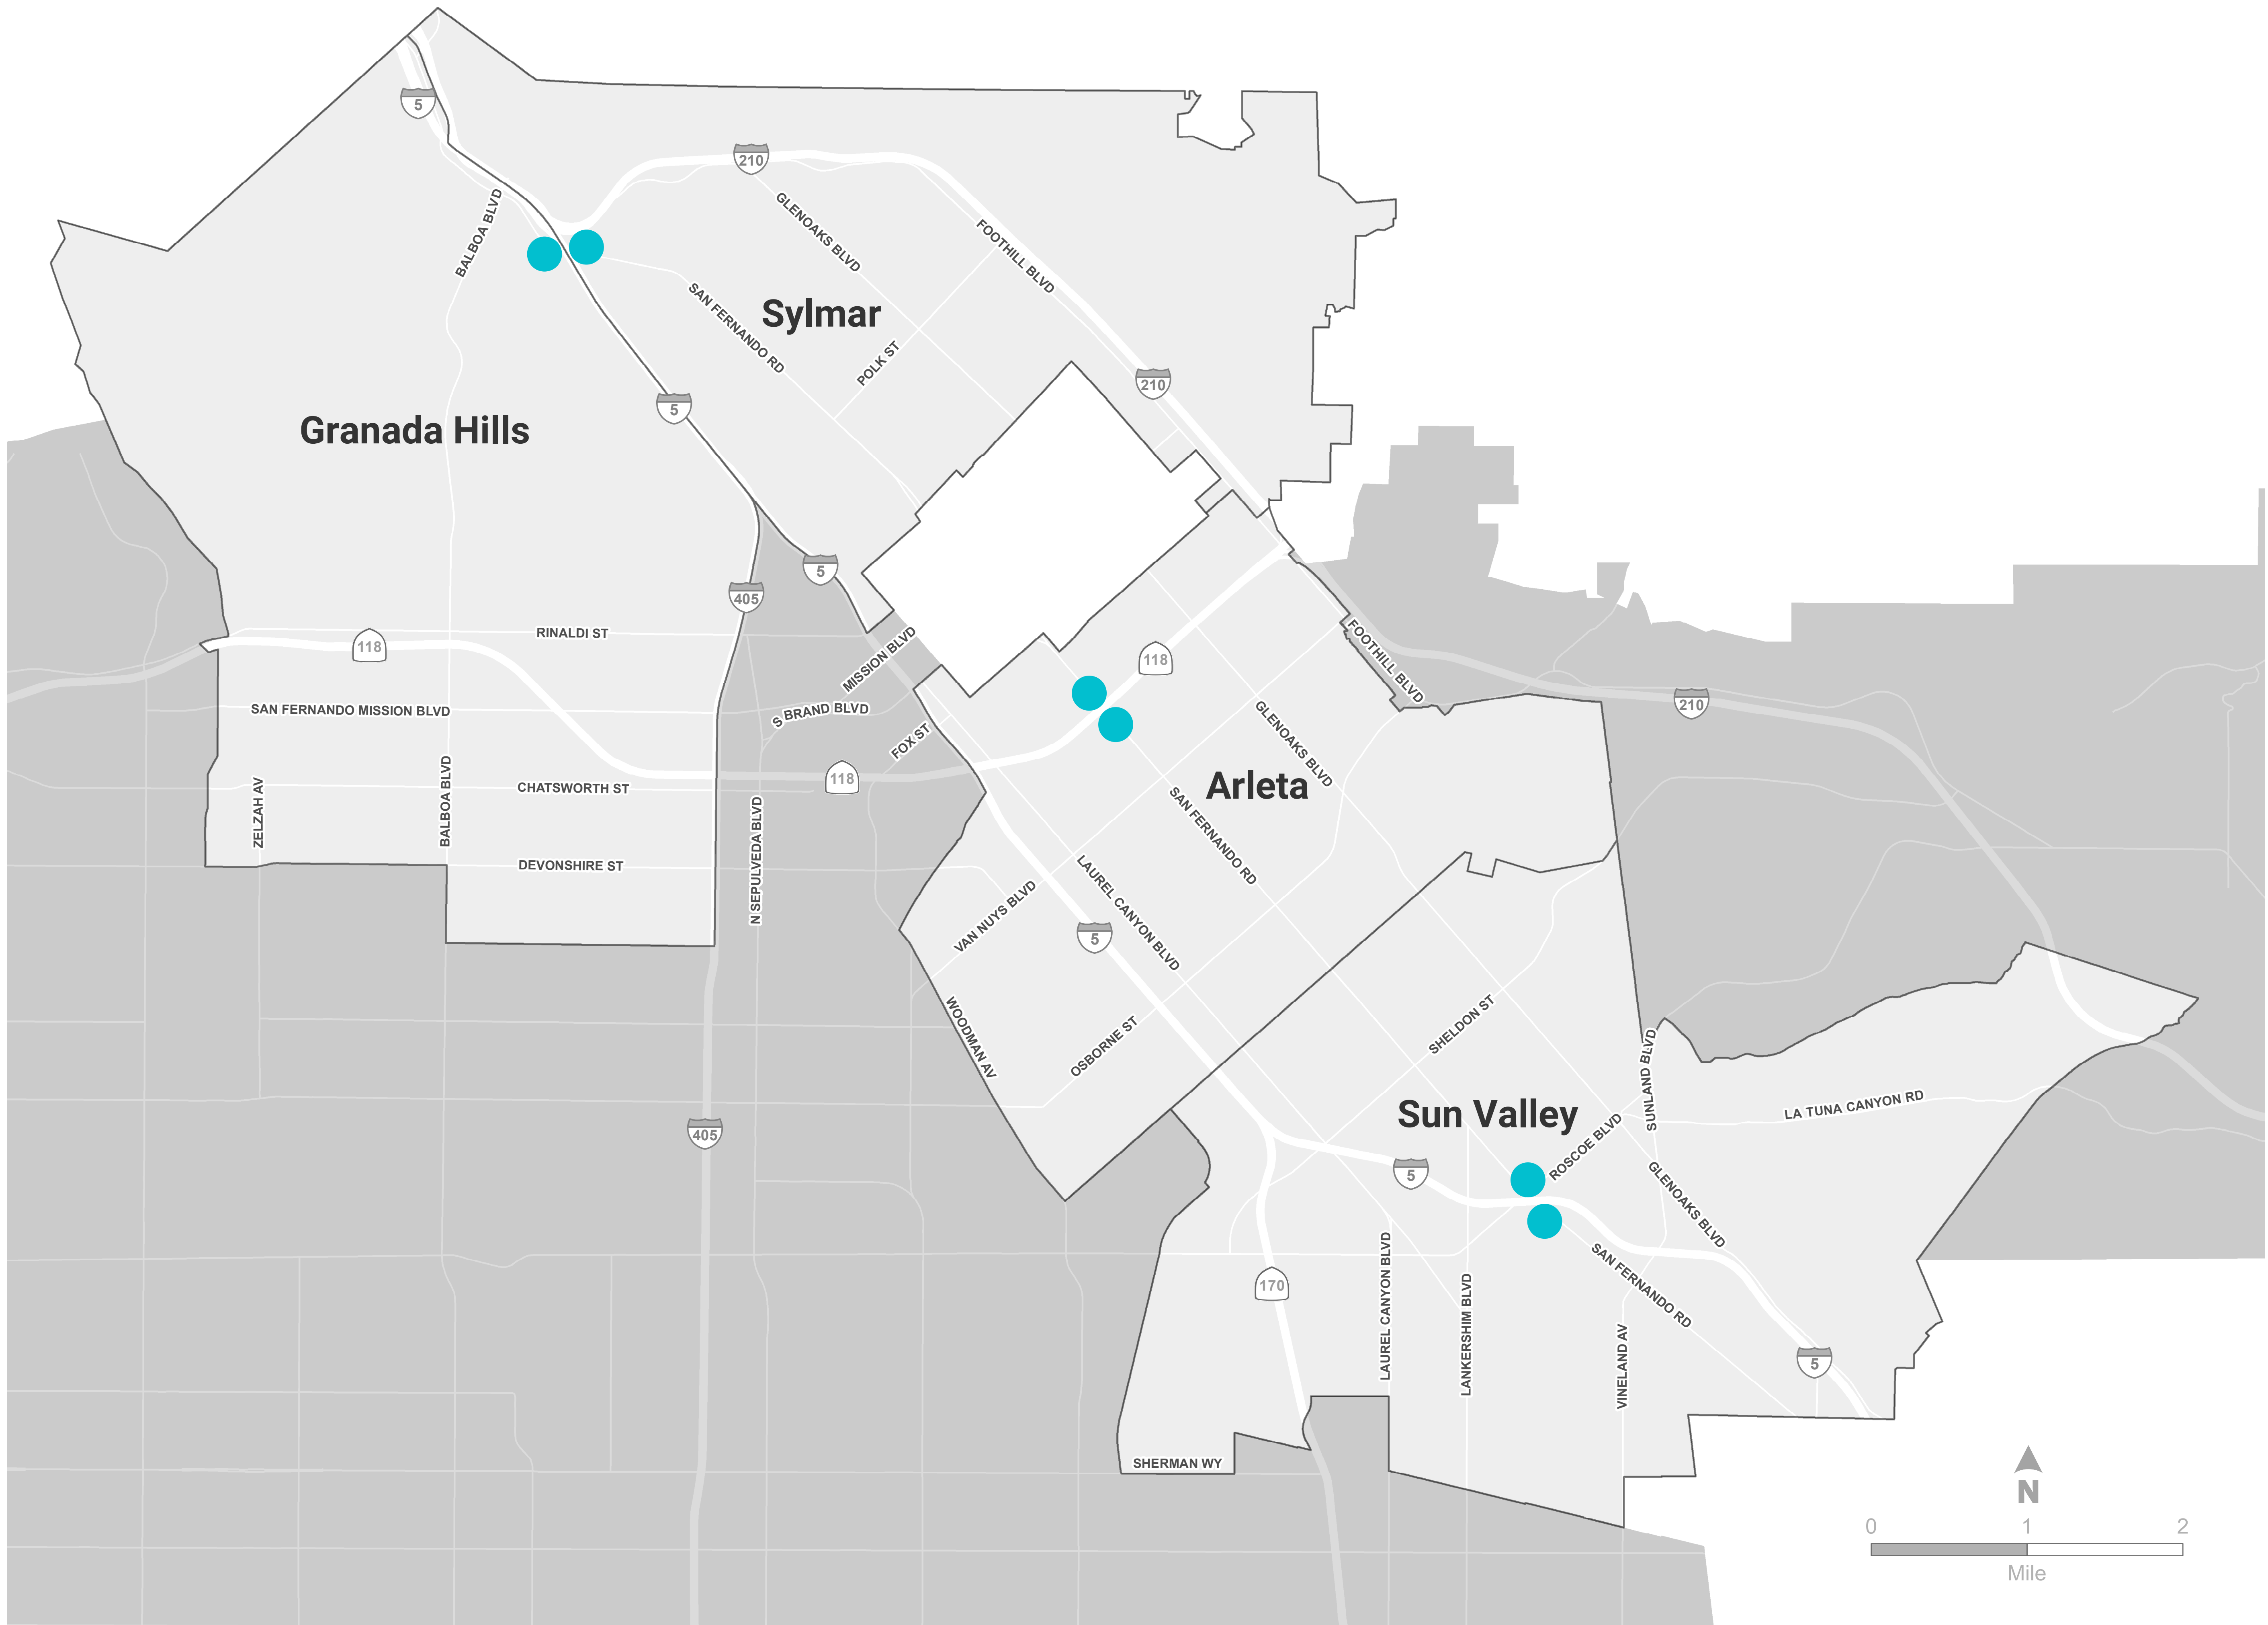 5
210
BALBOA BLVD
GLENOAKS BLVD
FOOTHILL BLVD
SAN FERNANDO RD
Sylmar
POLK ST
210
5
Granada Hills
5
405
RINALDI ST
118
MISSION BLVD
FOOTHILL BLVD
118
SAN FERNANDO MISSION BLVD
S BRAND BLVD
FOX ST
GLENOAKS BLVD
210
118
CHATSWORTH ST
Arleta
ZELZAH AV
BALBOA BLVD
N SEPULVEDA BLVD
SAN FERNANDO RD
DEVONSHIRE ST
LAUREL CANYON BLVD
VAN NUYS BLVD
5
WOODMAN AV
OSBORNE ST
SHELDON ST
SUNLAND BLVD
LA TUNA CANYON RD
Sun Valley
405
ROSCOE BLVD
5
GLENOAKS BLVD
170
LAUREL CANYON BLVD
LANKERSHIM BLVD
SAN FERNANDO RD
VINELAND AV
5
SHERMAN WY
N
0 1 2
Mile